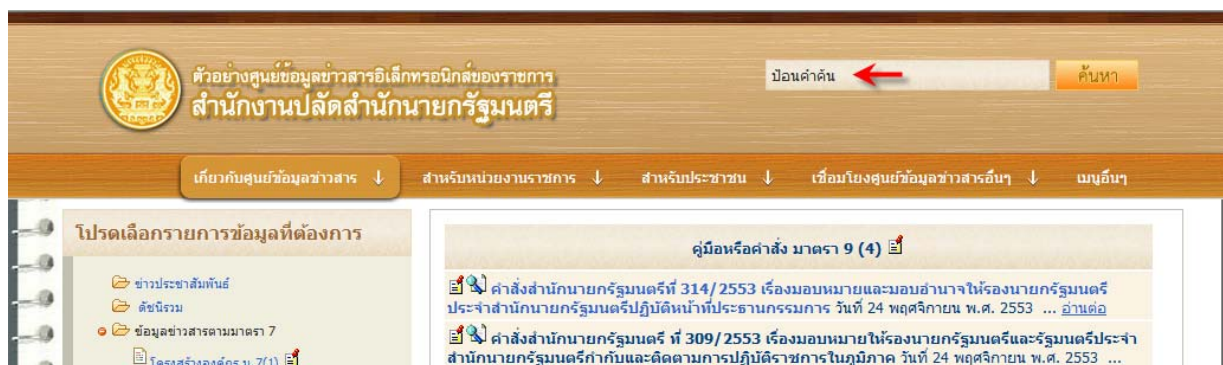 ตัวอย่างศูนย์ข้อมูลข่าวสารอิเล็กทรอนิกส์ของราชการ
สำนักงานปลัดสำนักนายกรัฐมนตรี
ป้อนคำค้น
ค้นหา
เกี่ยวกับศูนย์ข้อมูลข่าวสาร ↓ สำหรับหน่วยงานราชการ ↓ สำหรับประชาชน ↓ เชื่อมโยงศูนย์ข้อมูลข่าวสารอื่นๆ ↓ เมนูอื่นๆ
โปรดเลือกรายการข้อมูลที่ต้องการ
ข่าวประชาสัมพันธ์
ดัชนีรวม
ข้อมูลข่าวสารตามมาตรา 7
โครงสร้างองค์กร ม.7(1)
คู่มือหรือคำสั่ง มาตรา 9 (4)
คำสั่งสำนักนายกรัฐมนตรีที่ 314/2553 เรื่องมอบหมายและมอบอำนาจให้รองนายกรัฐมนตรี
ประจำสำนักนายกรัฐมนตรีปฏิบัติหน้าที่ประธานกรรมการ วันที่ 24 พฤศจิกายน พ.ศ. 2553 ... อ่านต่อ
คำสั่งสำนักนายกรัฐมนตรี ที่ 309/2553 เรื่องมอบหมายให้รองนายกรัฐมนตรีและรัฐมนตรีประจำ
สำนักนายกรัฐมนตรีกำกับและติดตามการปฏิบัติราชการในภูมิภาค วันที่ 24 พฤศจิกายน พ.ศ. 2553 ...